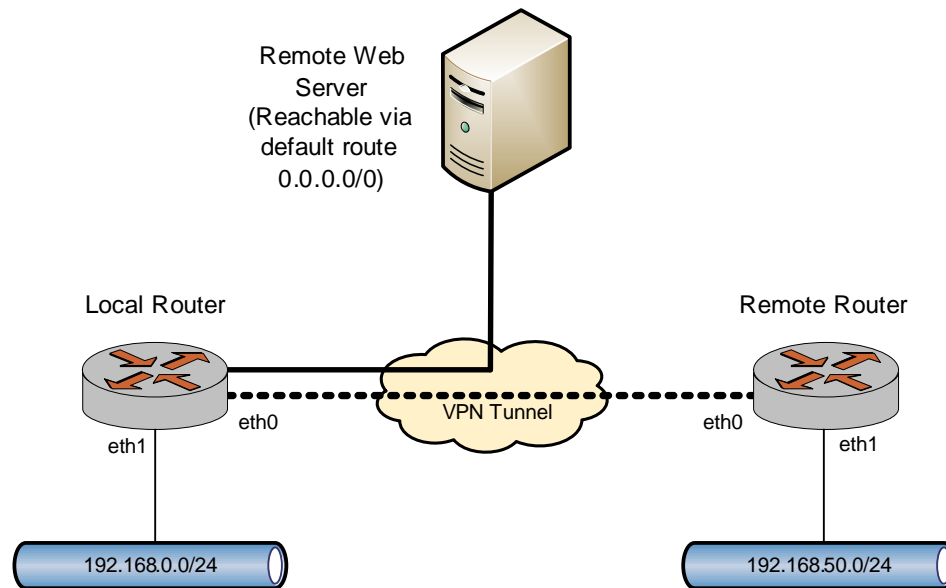 Remote Web
Server
(Reachable via
default route
0.0.0.0/0)
Local Router
Remote Router
VPN Tunnel
eth0
eth0
eth1
eth1
192.168.0.0/24
192.168.50.0/24